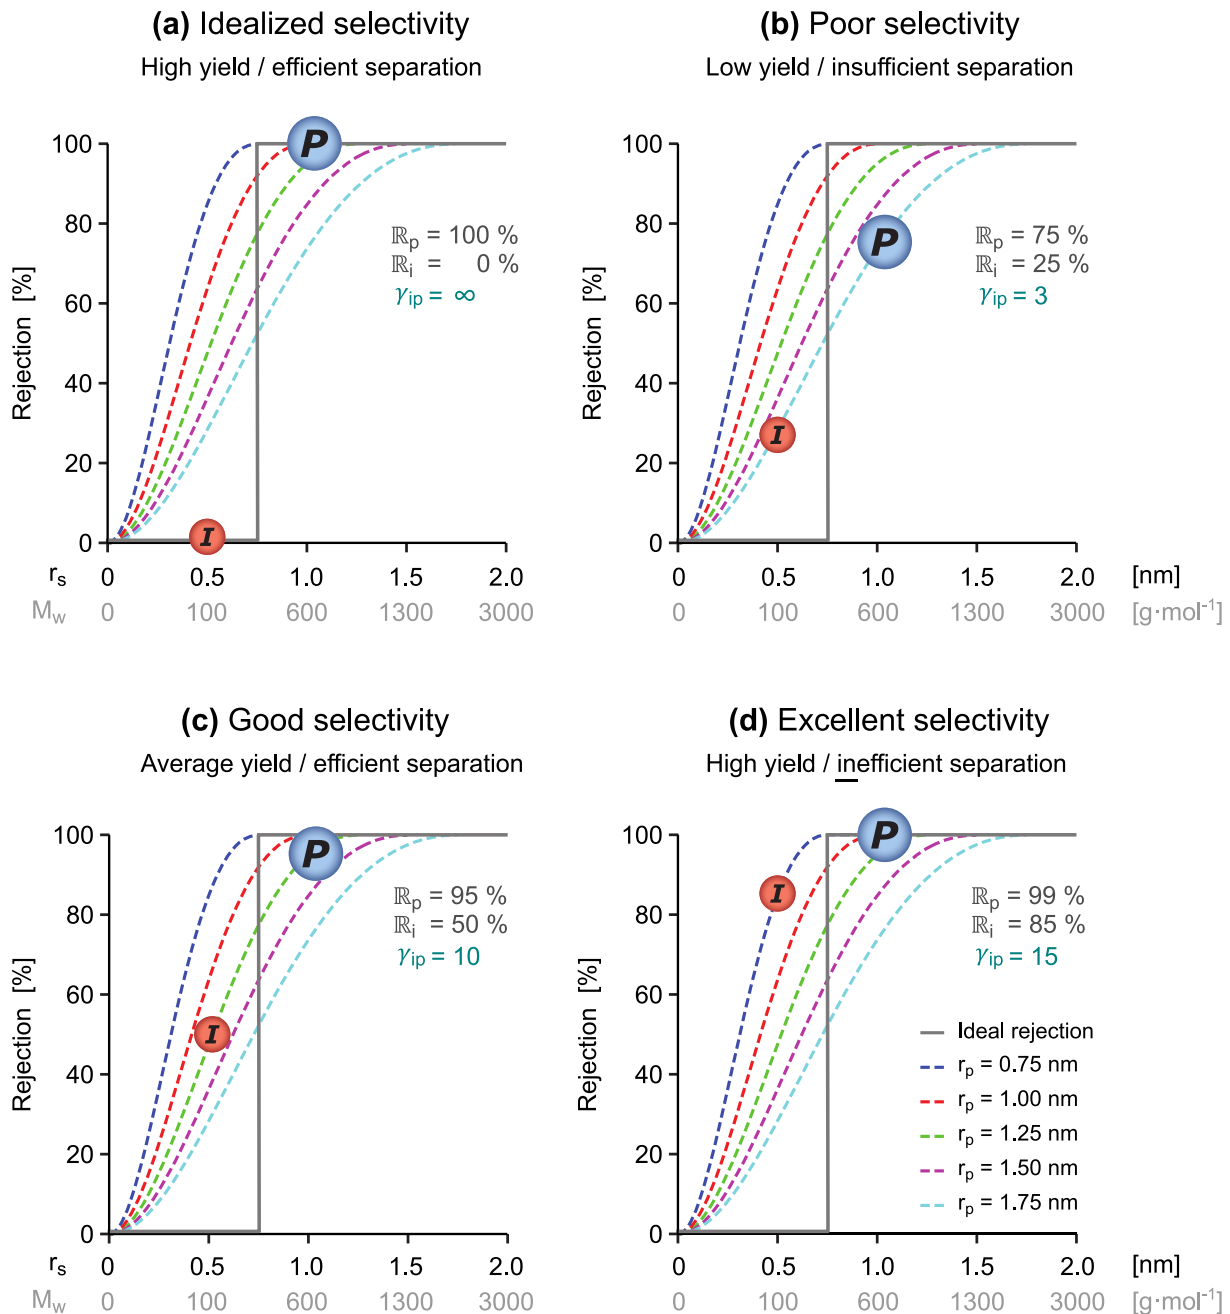 (a) Idealized selectivity
High yield / efficient separation
100
80
60
40
20
0
Rejection [%]
P
I
ℝp = 100 %
ℝi = 0 %
γip = ∞
rs 0 0.5 1.0 1.5 2.0
Mw 0 100 600 1300 3000
(b) Poor selectivity
Low yield / insufficient separation
100
80
60
40
20
0
Rejection [%]
P
I
ℝp = 75 %
ℝi = 25 %
γip = 3
0 0.5 1.0 1.5 2.0 [nm]
0 100 600 1300 3000 [g·mol⁻¹]
(c) Good selectivity
Average yield / efficient separation
100
80
60
40
20
0
Rejection [%]
P
I
ℝp = 95 %
ℝi = 50 %
γip = 10
rs 0 0.5 1.0 1.5 2.0
Mw 0 100 600 1300 3000
(d) Excellent selectivity
High yield / inefficient separation
100
80
60
40
20
0
Rejection [%]
I
P
ℝp = 99 %
ℝi = 85 %
γip = 15
Ideal rejection
rp = 0.75 nm
rp = 1.00 nm
rp = 1.25 nm
rp = 1.50 nm
rp = 1.75 nm
0 0.5 1.0 1.5 2.0 [nm]
0 100 600 1300 3000 [g·mol⁻¹]